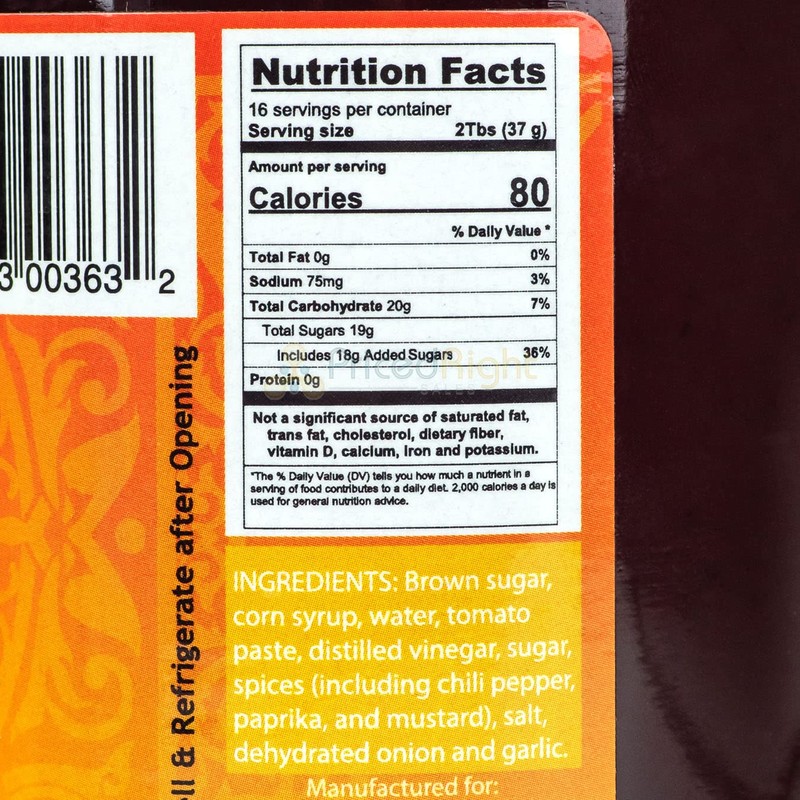 3 00363 2
ll & Refrigerate after Opening
Nutrition Facts
16 servings per container
Serving size 2Tbs (37 g)
Amount per serving
Calories 80
% Daily Value *
Total Fat 0g 0%
Sodium 75mg 3%
Total Carbohydrate 20g 7%
Total Sugars 19g
Includes 18g Added Sugars 36%
PricedRight
SALES
Protein 0g
Not a significant source of saturated fat,
trans fat, cholesterol, dietary fiber,
vitamin D, calcium, iron and potassium.
*The % Daily Value (DV) tells you how much a nutrient in a
serving of food contributes to a daily diet. 2,000 calories a day is
used for general nutrition advice.
INGREDIENTS: Brown sugar,
corn syrup, water, tomato
paste, distilled vinegar, sugar,
spices (including chili pepper,
paprika, and mustard), salt,
dehydrated onion and garlic.
Manufactured for: